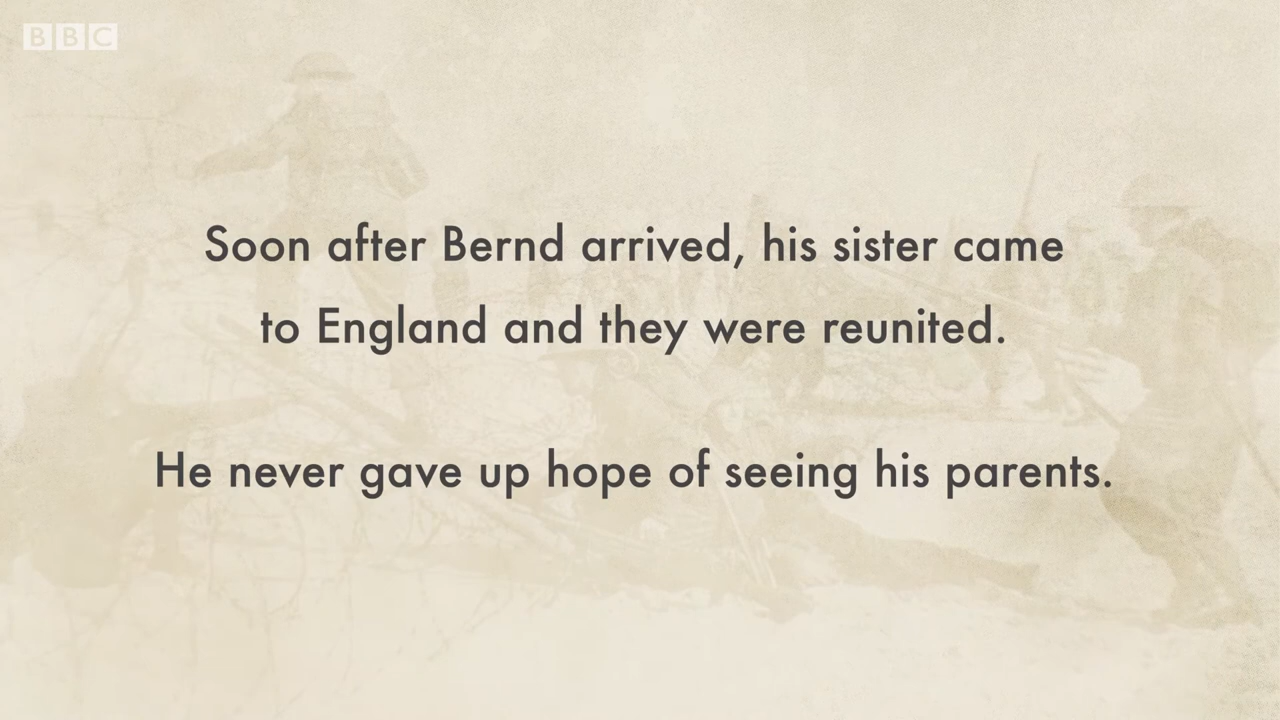 BBC
Soon after Bernd arrived, his sister came
to England and they were reunited.
He never gave up hope of seeing his parents.